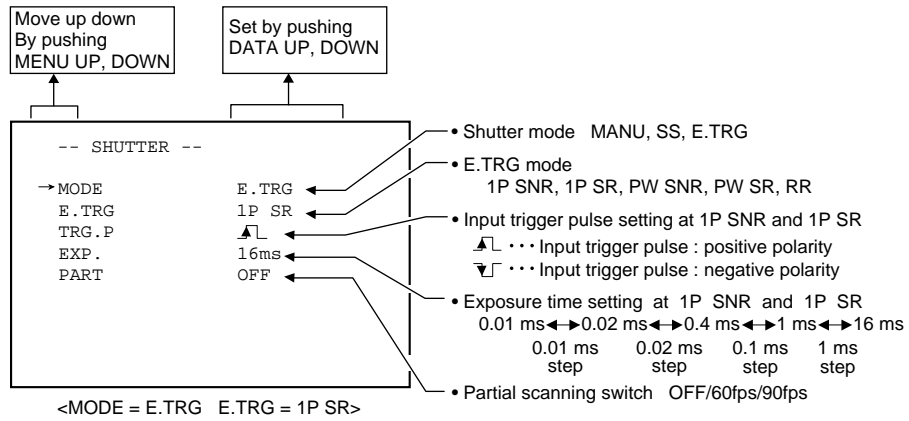 Move up down
By pushing
MENU UP, DOWN
Set by pushing
DATA UP, DOWN
-- SHUTTER --
→MODE E.TRG
E.TRG 1P SR
TRG.P
EXP. 16ms
PART OFF
<MODE = E.TRG E.TRG = 1P SR>
• Shutter mode MANU, SS, E.TRG
• E.TRG mode
1P SNR, 1P SR, PW SNR, PW SR, RR
• Input trigger pulse setting at 1P SNR and 1P SR
··· Input trigger pulse : positive polarity
··· Input trigger pulse : negative polarity
• Exposure time setting at 1P SNR and 1P SR
0.01 ms↔0.02 ms↔0.4 ms↔1 ms↔16 ms
0.01 ms step 0.02 ms step 0.1 ms step 1 ms step
• Partial scanning switch OFF/60fps/90fps